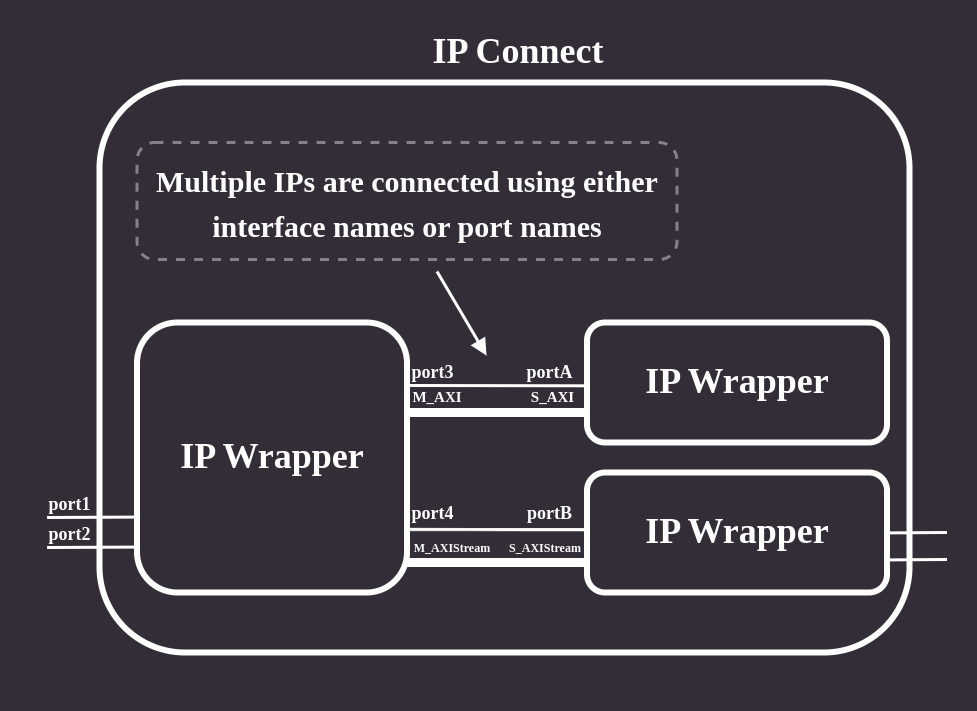 IP Connect
Multiple IPs are connected using either
interface names or port names
port3 portA
M_AXI S_AXI
IP Wrapper
IP Wrapper
port1
port2
port4 portB
M_AXIStream S_AXIStream
IP Wrapper